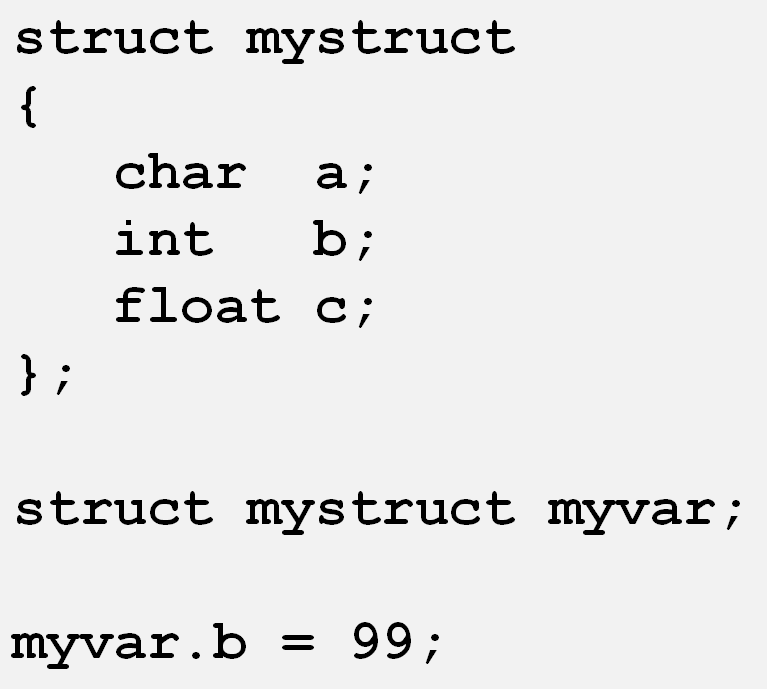 struct mystruct
{
   char  a;
   int   b;
   float c;
};

struct mystruct myvar;

myvar.b = 99;